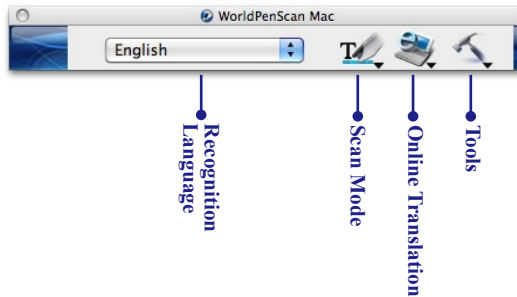 WorldPenScan Mac
English
T
Recognition
Language
Scan Mode
Online Translation
Tools